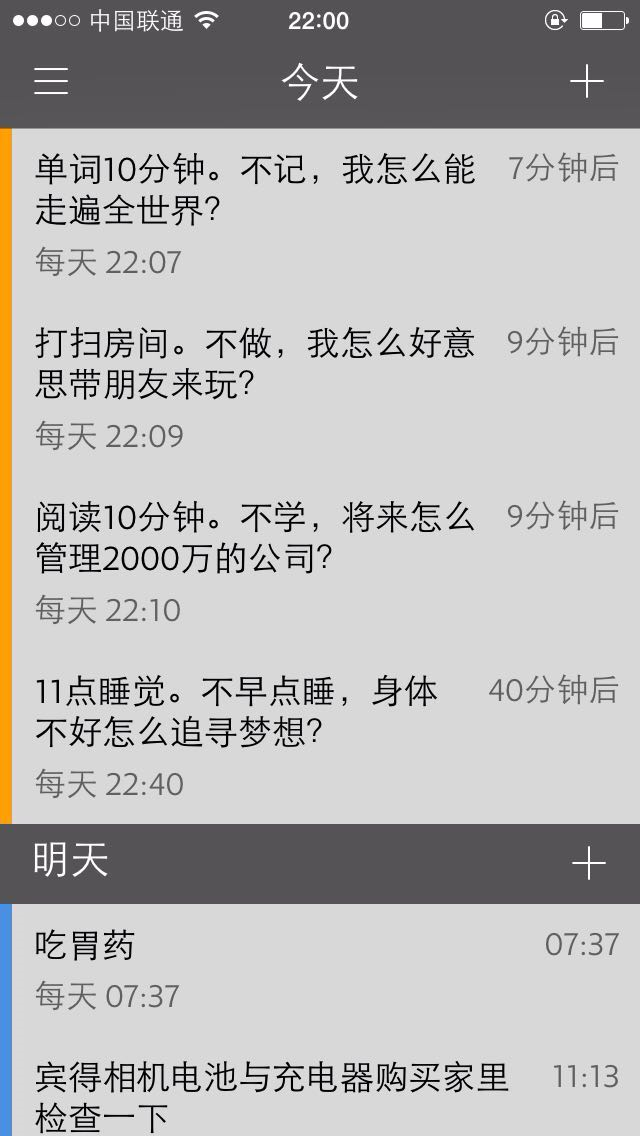 中国联通 22:00
今天
单词10分钟。不记，我怎么能 7分钟后
走遍全世界？
每天 22:07
打扫房间。不做，我怎么好意 9分钟后
思带朋友来玩？
每天 22:09
阅读10分钟。不学，将来怎么 9分钟后
管理2000万的公司？
每天 22:10
11点睡觉。不早点睡，身体 40分钟后
不好怎么追寻梦想？
每天 22:40
明天
吃胃药 07:37
每天 07:37
宾得相机电池与充电器购买家里 11:13
检查一下